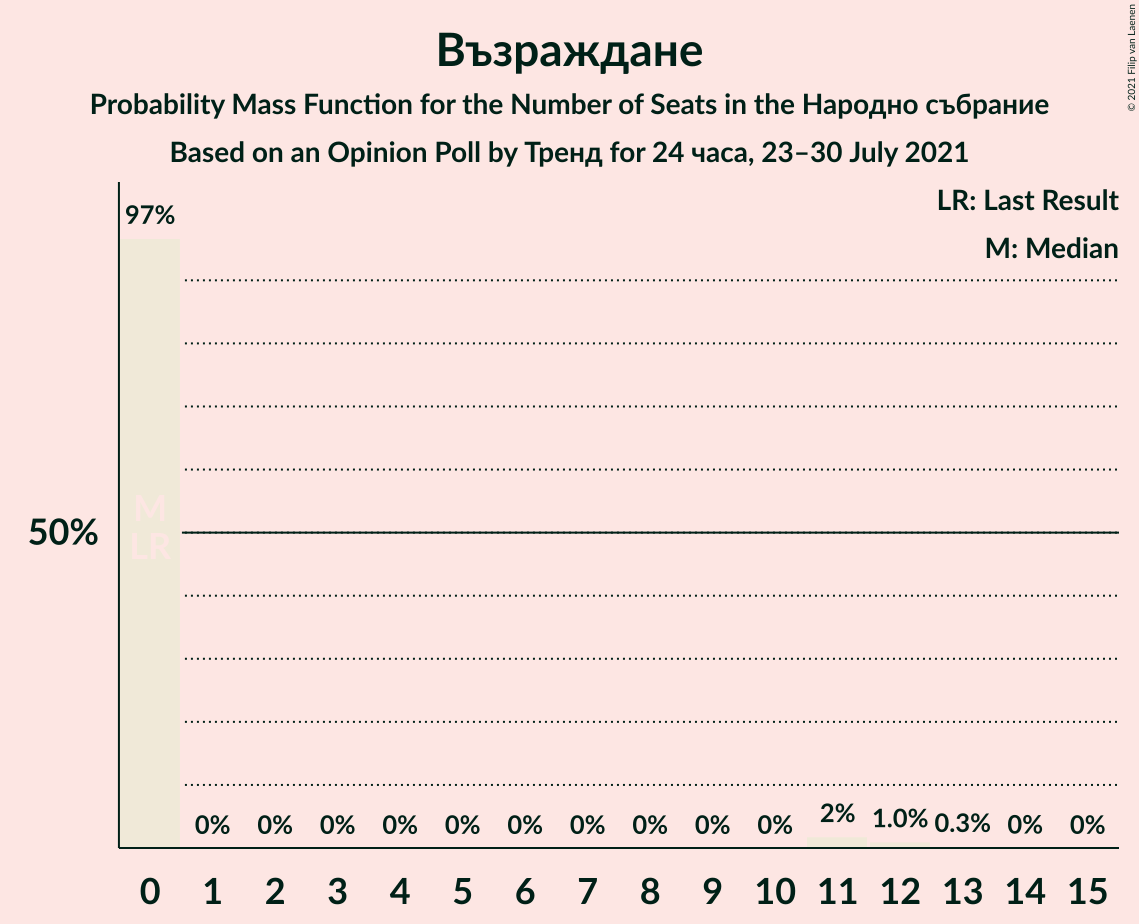 Възраждане
Probability Mass Function for the Number of Seats in the Народно събрание
Based on an Opinion Poll by Тренд for 24 часа, 23–30 July 2021
© 2021 Filip van Laenen
LR: Last Result
M: Median
97%
M
LR
50%
0% 0% 0% 0% 0% 0% 0% 0% 0% 0% 2% 1.0% 0.3% 0% 0%
0 1 2 3 4 5 6 7 8 9 10 11 12 13 14 15